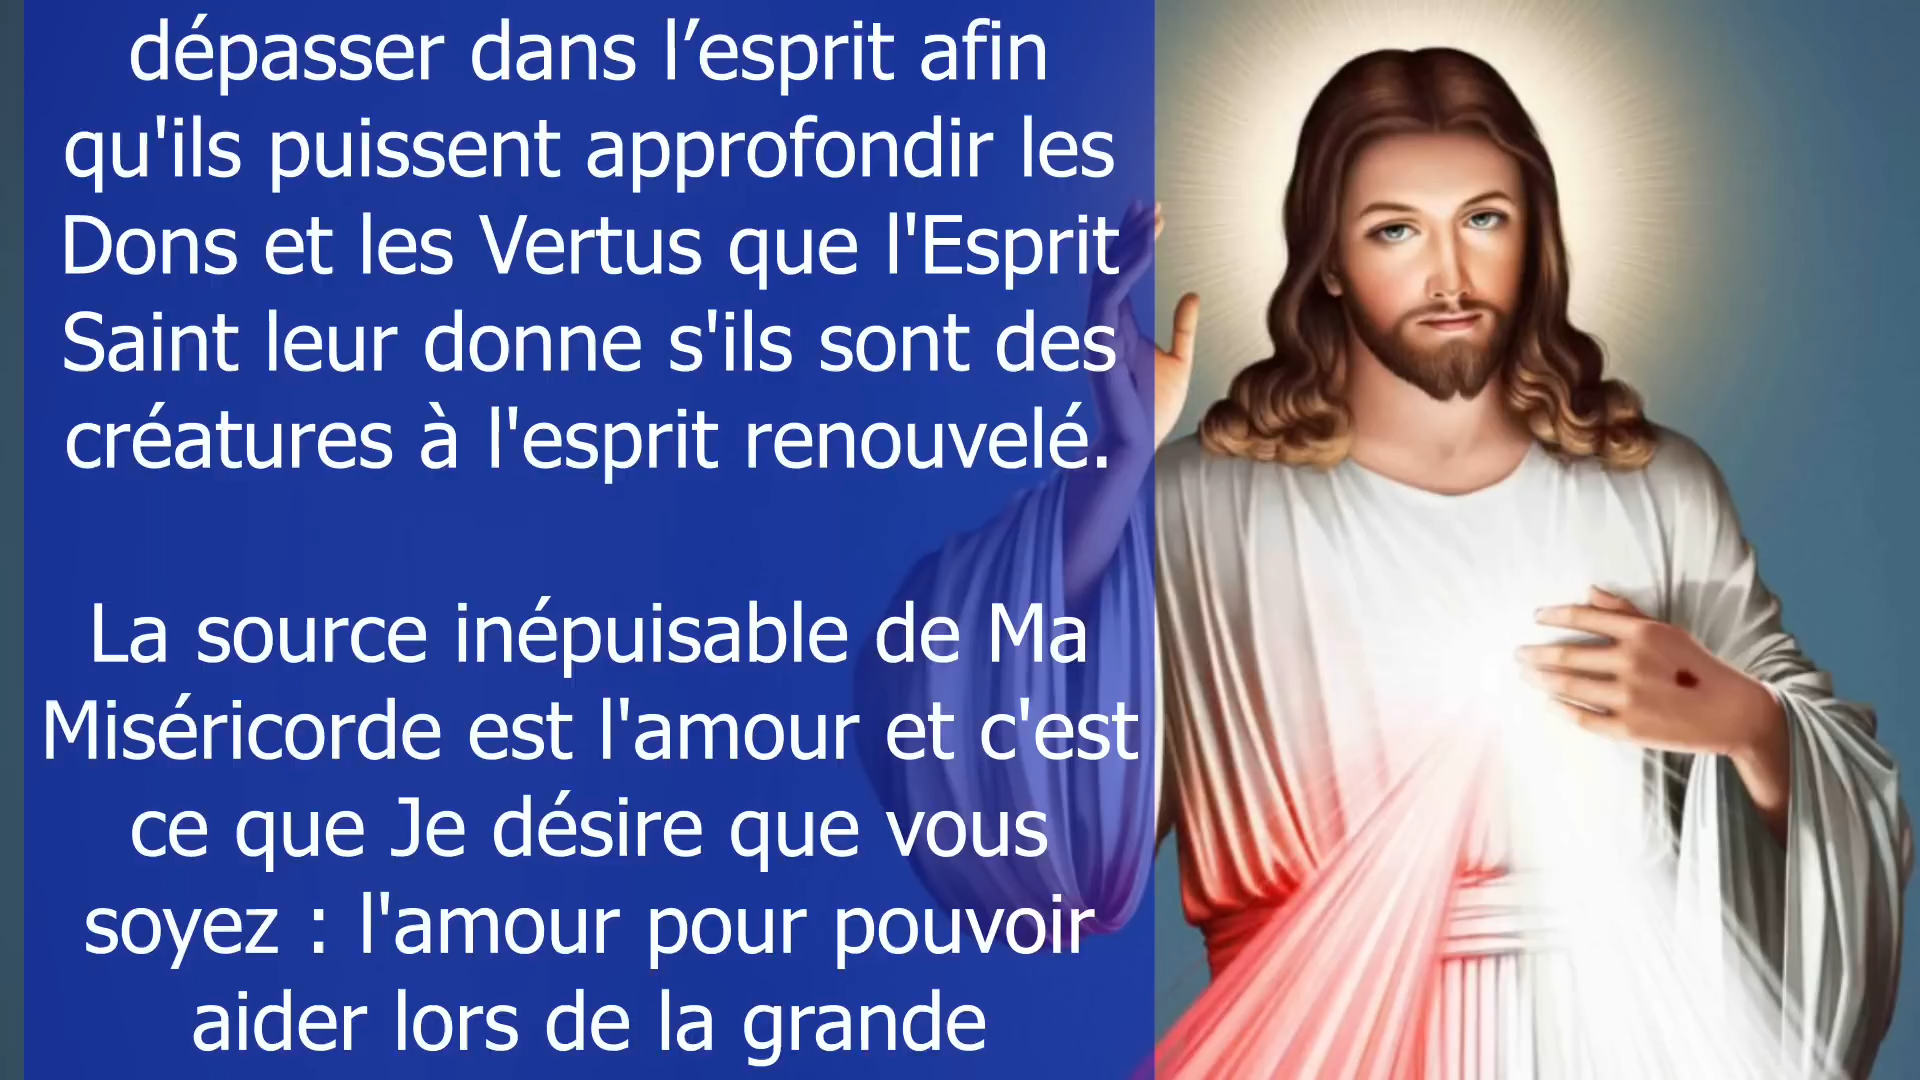 dépasser dans l’esprit afin
qu'ils puissent approfondir les
Dons et les Vertus que l'Esprit
Saint leur donne s'ils sont des
créatures à l'esprit renouvelé.
La source inépuisable de Ma
Miséricorde est l'amour et c'est
ce que Je désire que vous
soyez : l'amour pour pouvoir
aider lors de la grande